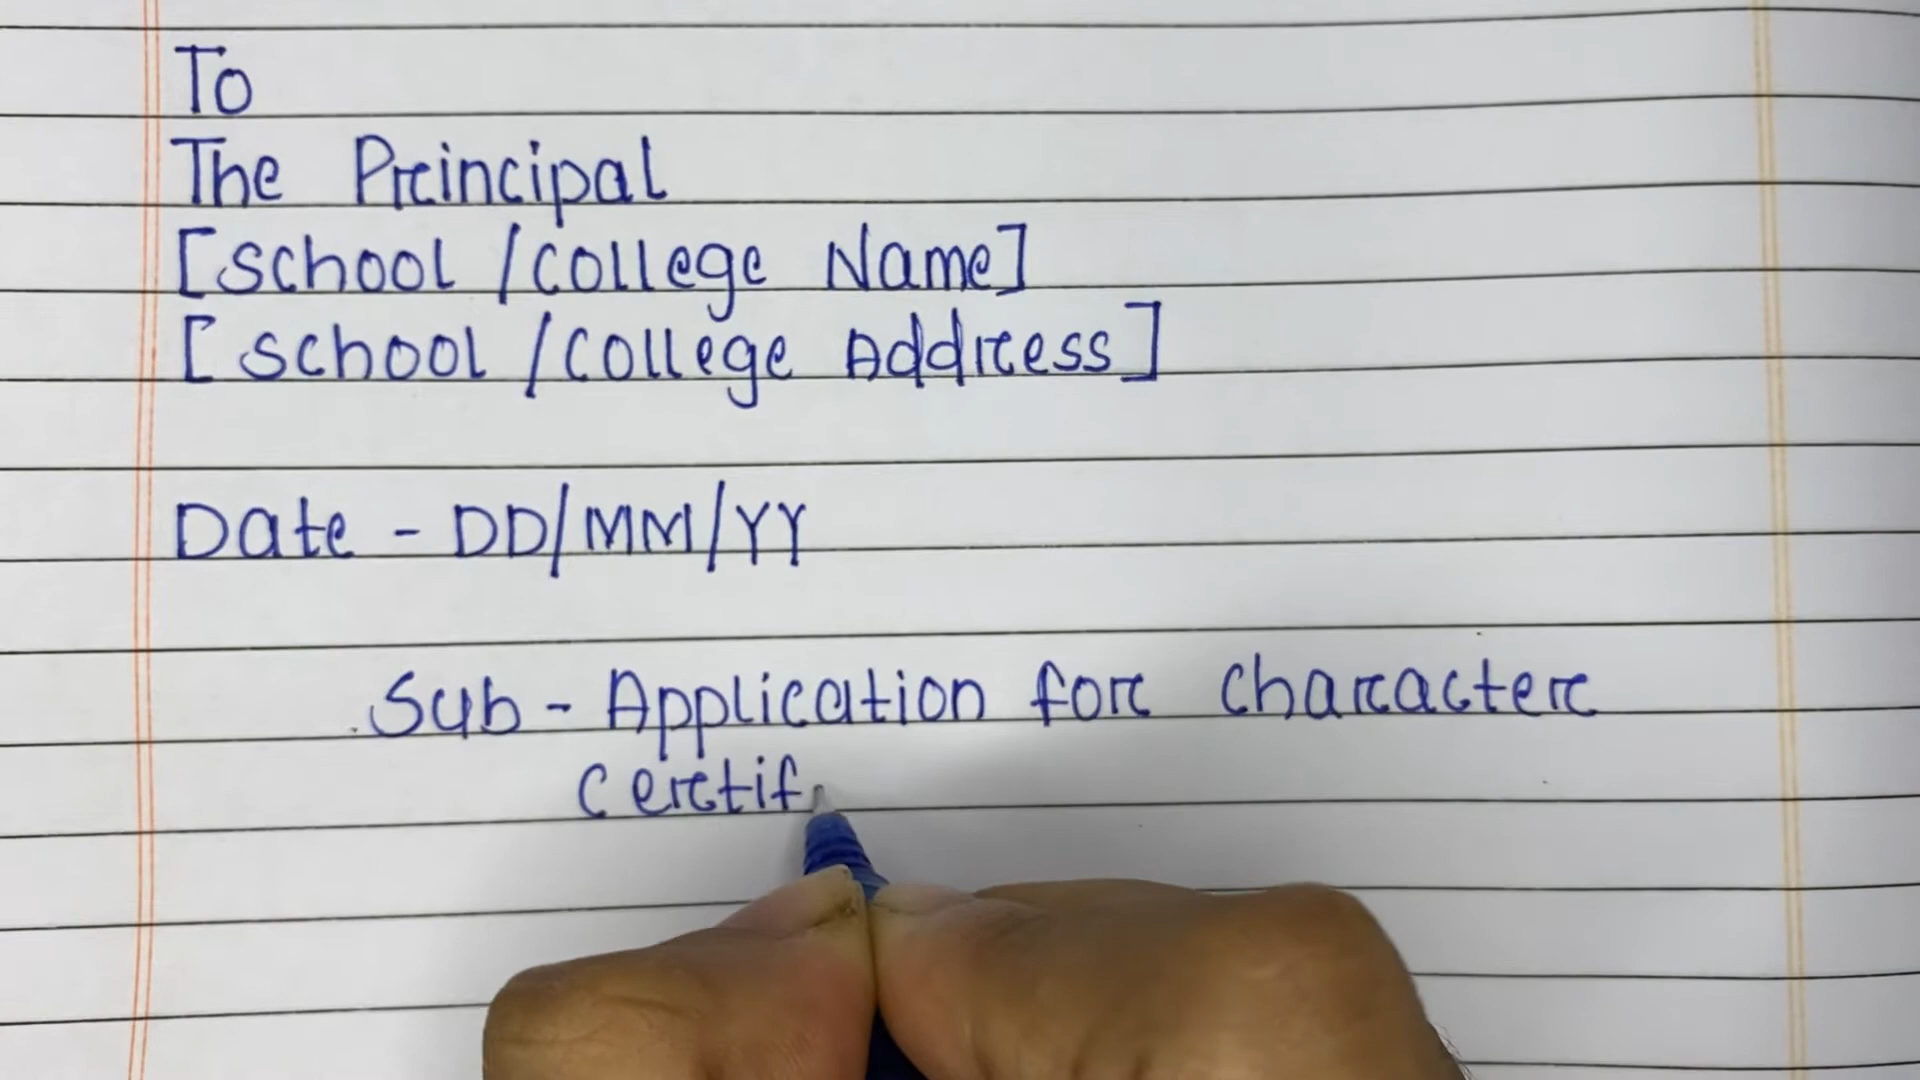 To
The Principal
[School / College Name]
[School / College Address]
Date - DD/MM/YY
Sub - Application for character
certif